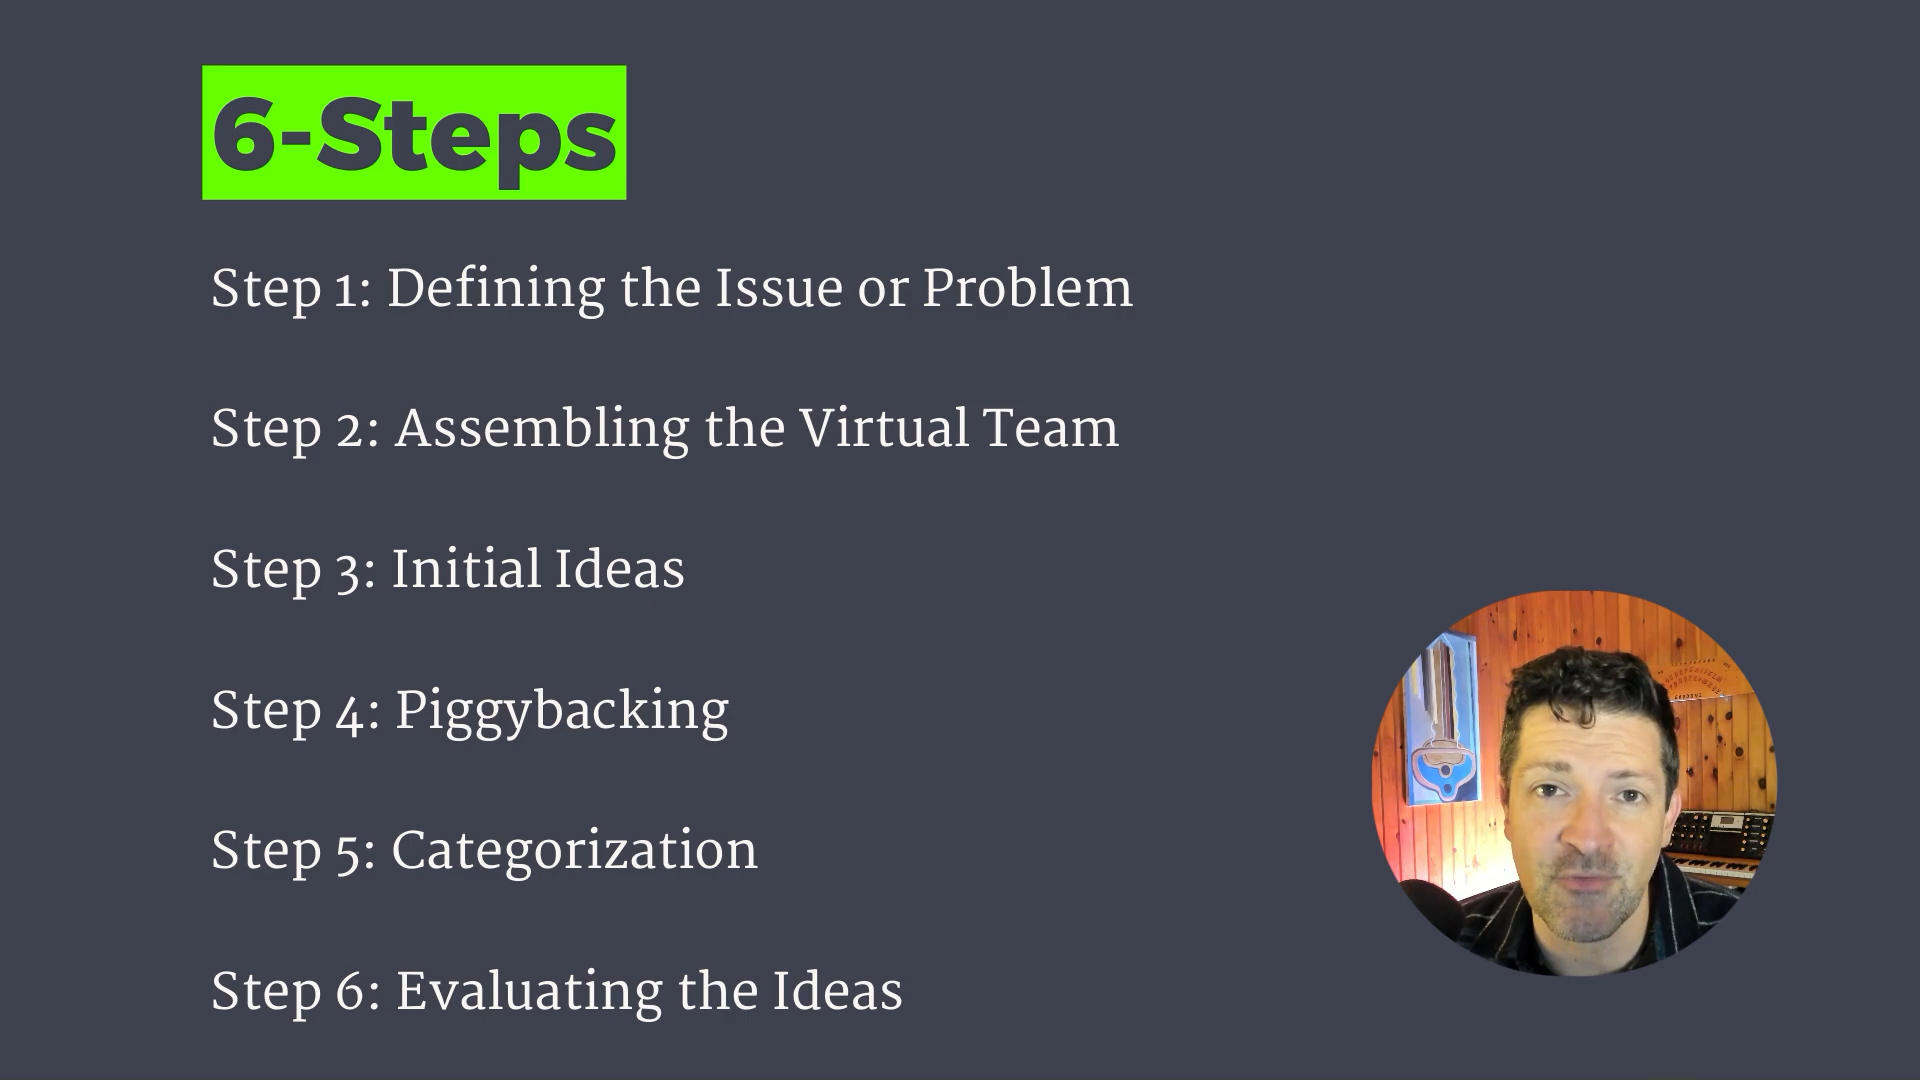 6-Steps
Step 1: Defining the Issue or Problem
Step 2: Assembling the Virtual Team
Step 3: Initial Ideas
Step 4: Piggybacking
Step 5: Categorization
Step 6: Evaluating the Ideas